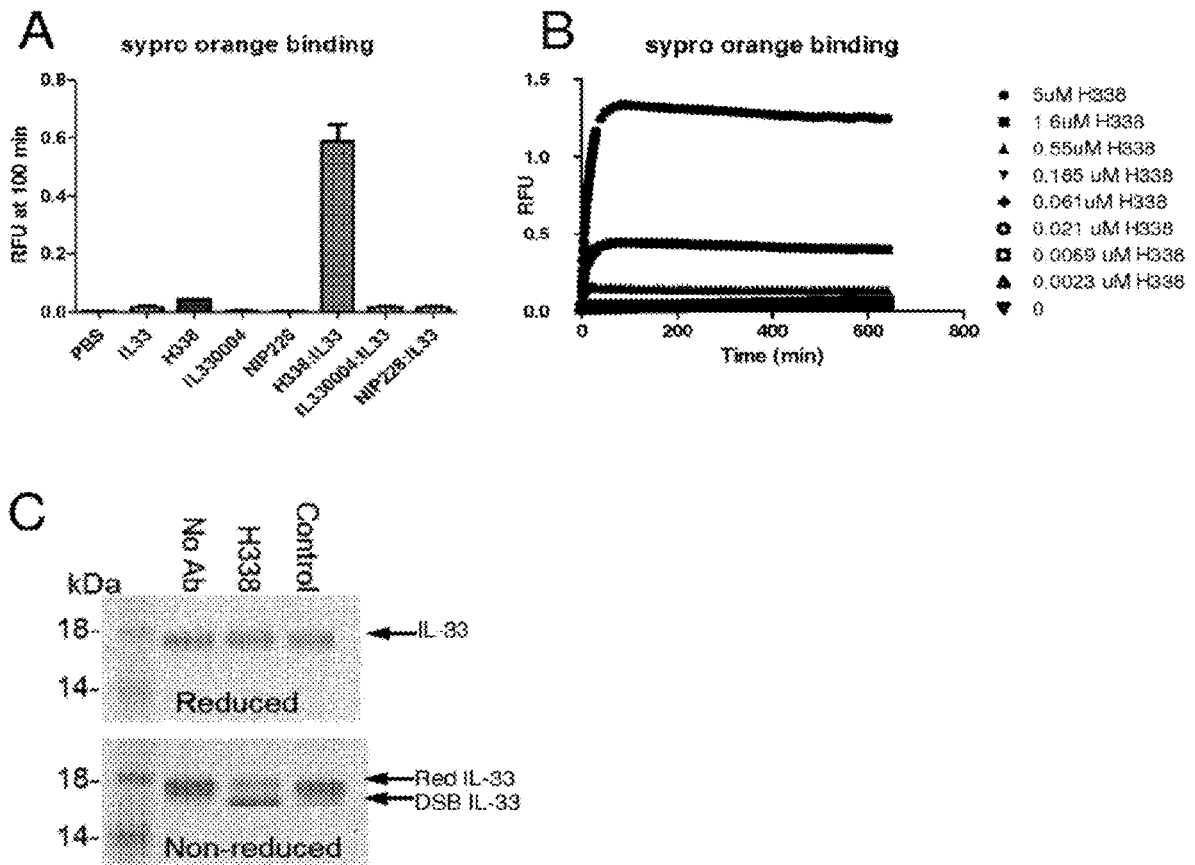 A
sypro orange binding
RFU at 100 min
0.8
0.6
0.4
0.2
0.0
PBS
IL33
H338
IL330004
NIP228
H338:IL33
IL330004:IL33
NIP228:IL33
B
sypro orange binding
RFU
1.5
1.0
0.5
0.0
0
200
400
600
800
Time (min)
5uM H338
1.6uM H338
0.55uM H338
0.185 uM H338
0.061uM H338
0.021 uM H338
0.0069 uM H338
0.0023 uM H338
0
C
No Ab
H338
Control
kDa
18-
14-
IL-33
Reduced
18-
14-
Red IL-33
DSB IL-33
Non-reduced